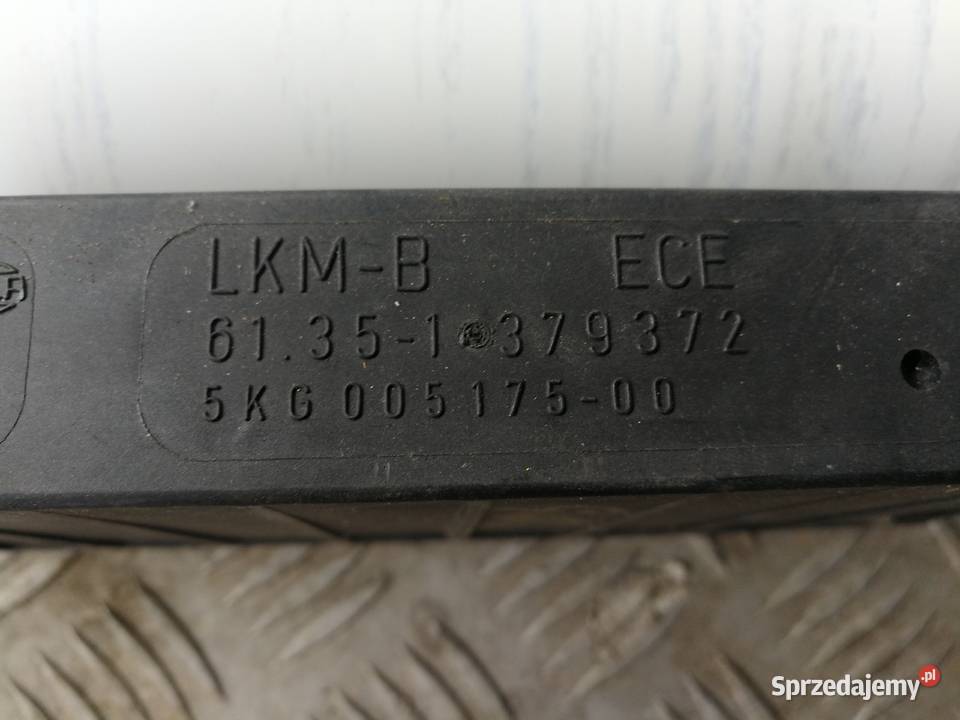 LKM-B ECE
61.35-1 379372
5KG 005175-00
Sprzedajemy.pl